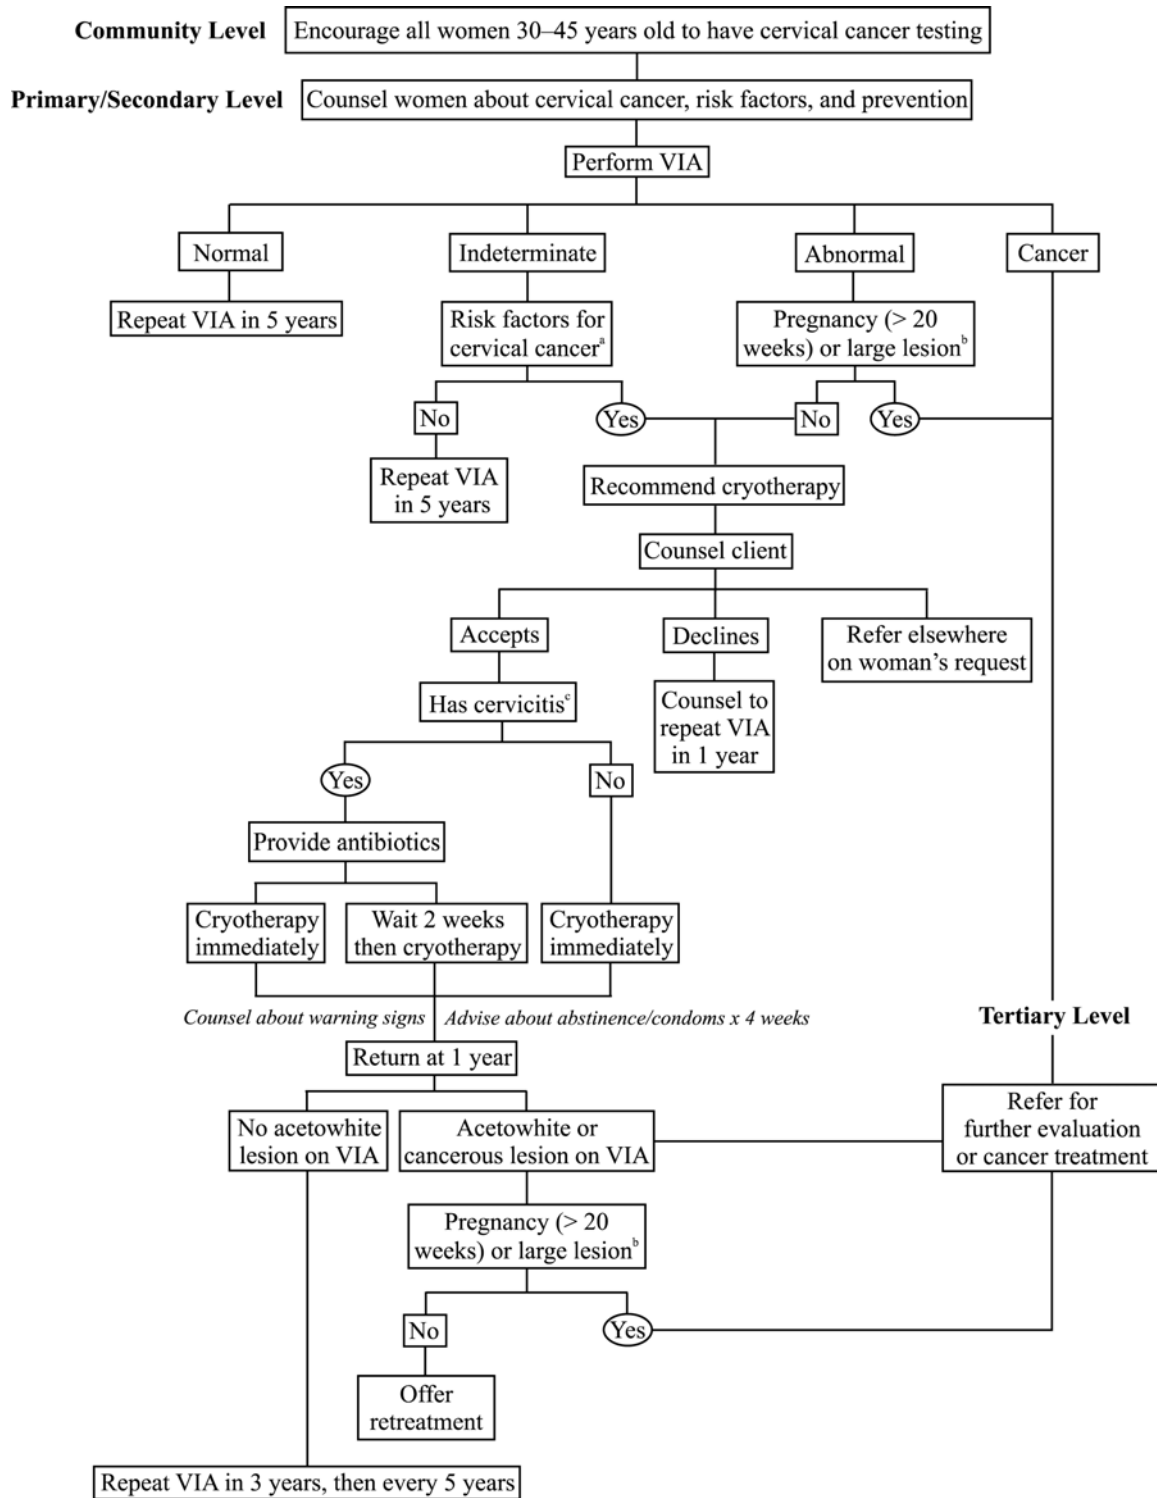 Community Level
Encourage all women 30–45 years old to have cervical cancer testing
Primary/Secondary Level
Counsel women about cervical cancer, risk factors, and prevention
Perform VIA
Normal
Indeterminate
Abnormal
Cancer
Repeat VIA in 5 years
Risk factors for
cervical cancerᵃ
Pregnancy (> 20
weeks) or large lesionᵇ
No
Yes
No
Yes
Repeat VIA
in 5 years
Recommend cryotherapy
Counsel client
Accepts
Declines
Refer elsewhere
on woman’s request
Has cervicitisᶜ
Counsel to
repeat VIA
in 1 year
Yes
No
Provide antibiotics
Cryotherapy
immediately
Wait 2 weeks
then cryotherapy
Cryotherapy
immediately
Counsel about warning signs
Advise about abstinence/condoms x 4 weeks
Tertiary Level
Return at 1 year
No acetowhite
lesion on VIA
Acetowhite or
cancerous lesion on VIA
Refer for
further evaluation
or cancer treatment
Pregnancy (> 20
weeks) or large lesionᵇ
No
Yes
Offer
retreatment
Repeat VIA in 3 years, then every 5 years